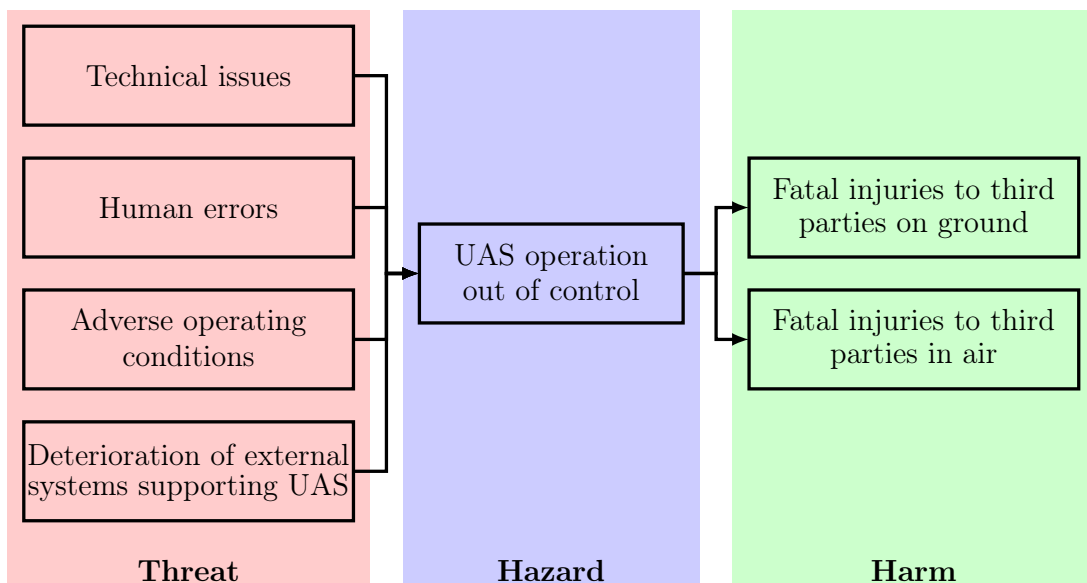 Technical issues
Human errors
Adverse operating
conditions
Deterioration of external
systems supporting UAS
Threat
UAS operation
out of control
Hazard
Fatal injuries to third
parties on ground
Fatal injuries to third
parties in air
Harm